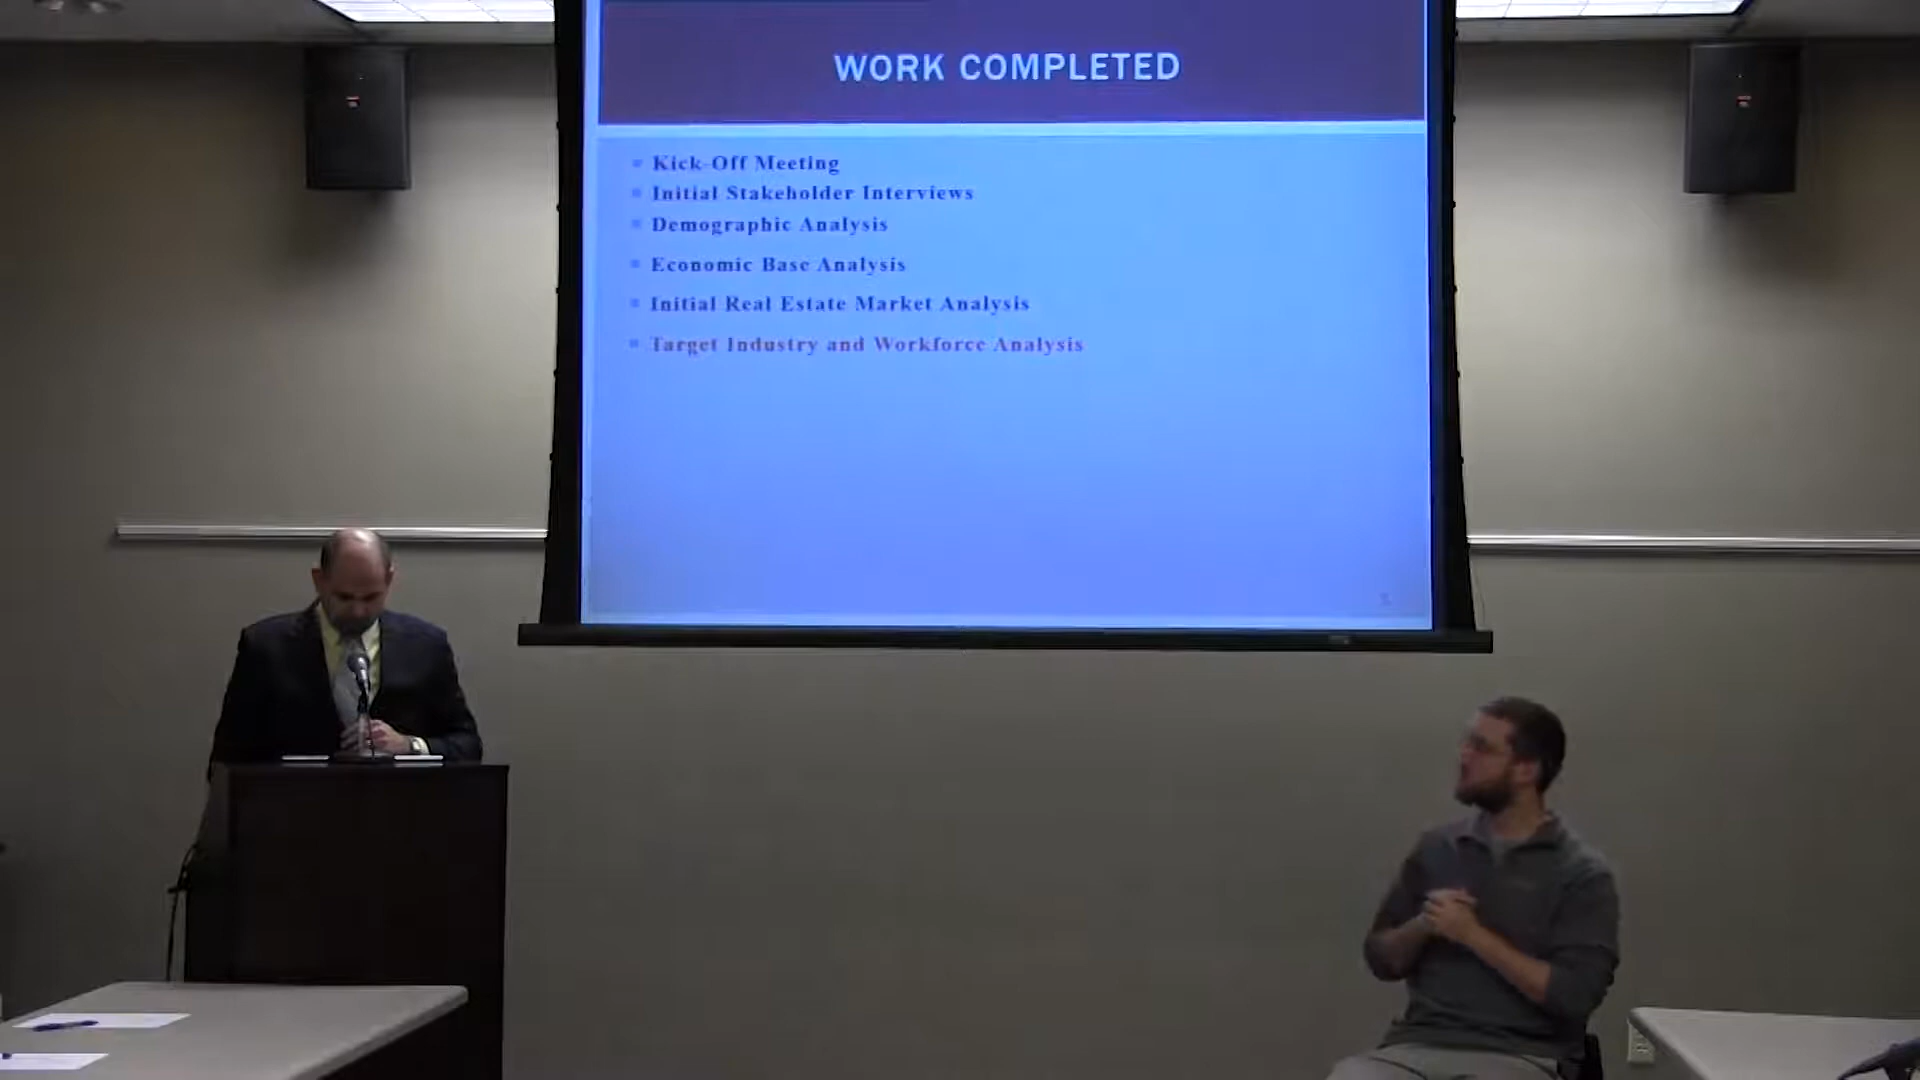 WORK COMPLETED
Kick-Off Meeting
Initial Stakeholder Interviews
Demographic Analysis
Economic Base Analysis
Initial Real Estate Market Analysis
Target Industry and Workforce Analysis